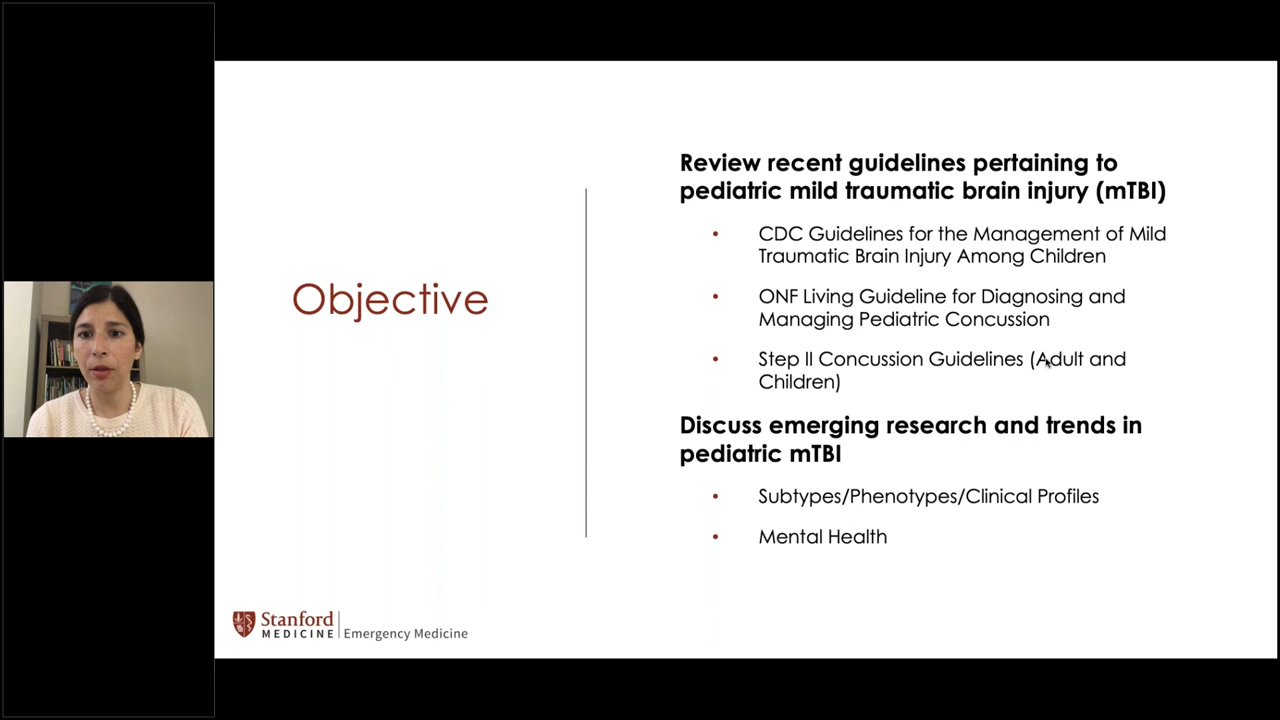 Objective
Review recent guidelines pertaining to
pediatric mild traumatic brain injury (mTBI)
• CDC Guidelines for the Management of Mild
Traumatic Brain Injury Among Children
• ONF Living Guideline for Diagnosing and
Managing Pediatric Concussion
• Step II Concussion Guidelines (Adult and
Children)
Discuss emerging research and trends in
pediatric mTBI
• Subtypes/Phenotypes/Clinical Profiles
• Mental Health
Stanford
MEDICINE
Emergency Medicine